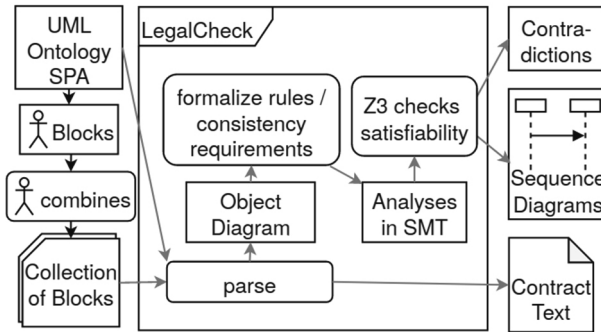 UML
Ontology
SPA
Blocks
combines
Collection
of Blocks
LegalCheck
formalize rules /
consistency
requirements
Z3 checks
satisfiability
Object
Diagram
Analyses
in SMT
parse
Contra-
dictions
Sequence
Diagrams
Contract
Text